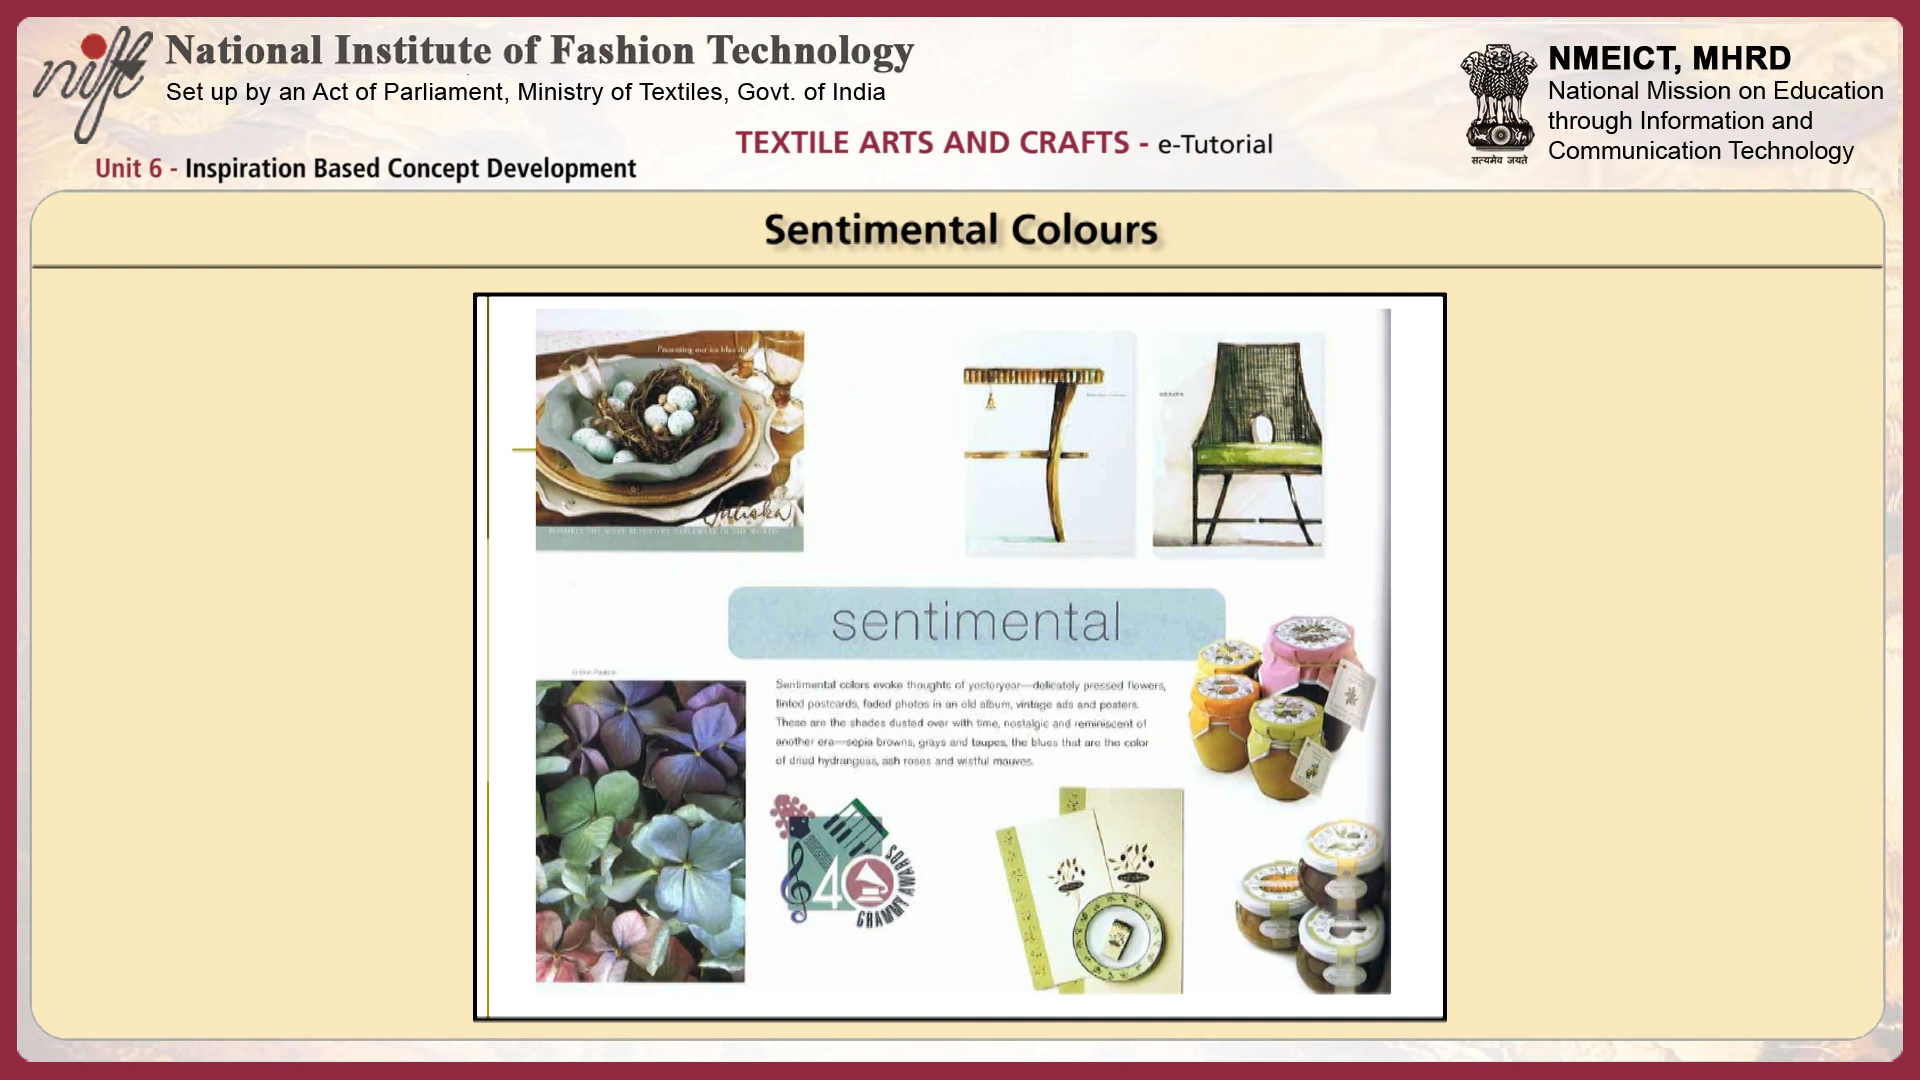 nift
National Institute of Fashion Technology
Set up by an Act of Parliament, Ministry of Textiles, Govt. of India
NMEICT, MHRD
National Mission on Education
through Information and
Communication Technology
सत्यमेव जयते
TEXTILE ARTS AND CRAFTS - e-Tutorial
Unit 6 - Inspiration Based Concept Development
Sentimental Colours
Juliska
sentimental
Sentimental colors evoke thoughts of yesteryear—delicately pressed flowers,
tinted postcards, faded photos in an old album, vintage ads and posters.
These are the shades dusted over with time, nostalgic and reminiscent of
another era—sepia browns, grays and taupes, the blues that are the color
of dried hydrangeas, ash roses and wistful mauves.
40
GRAMMY AWARDS